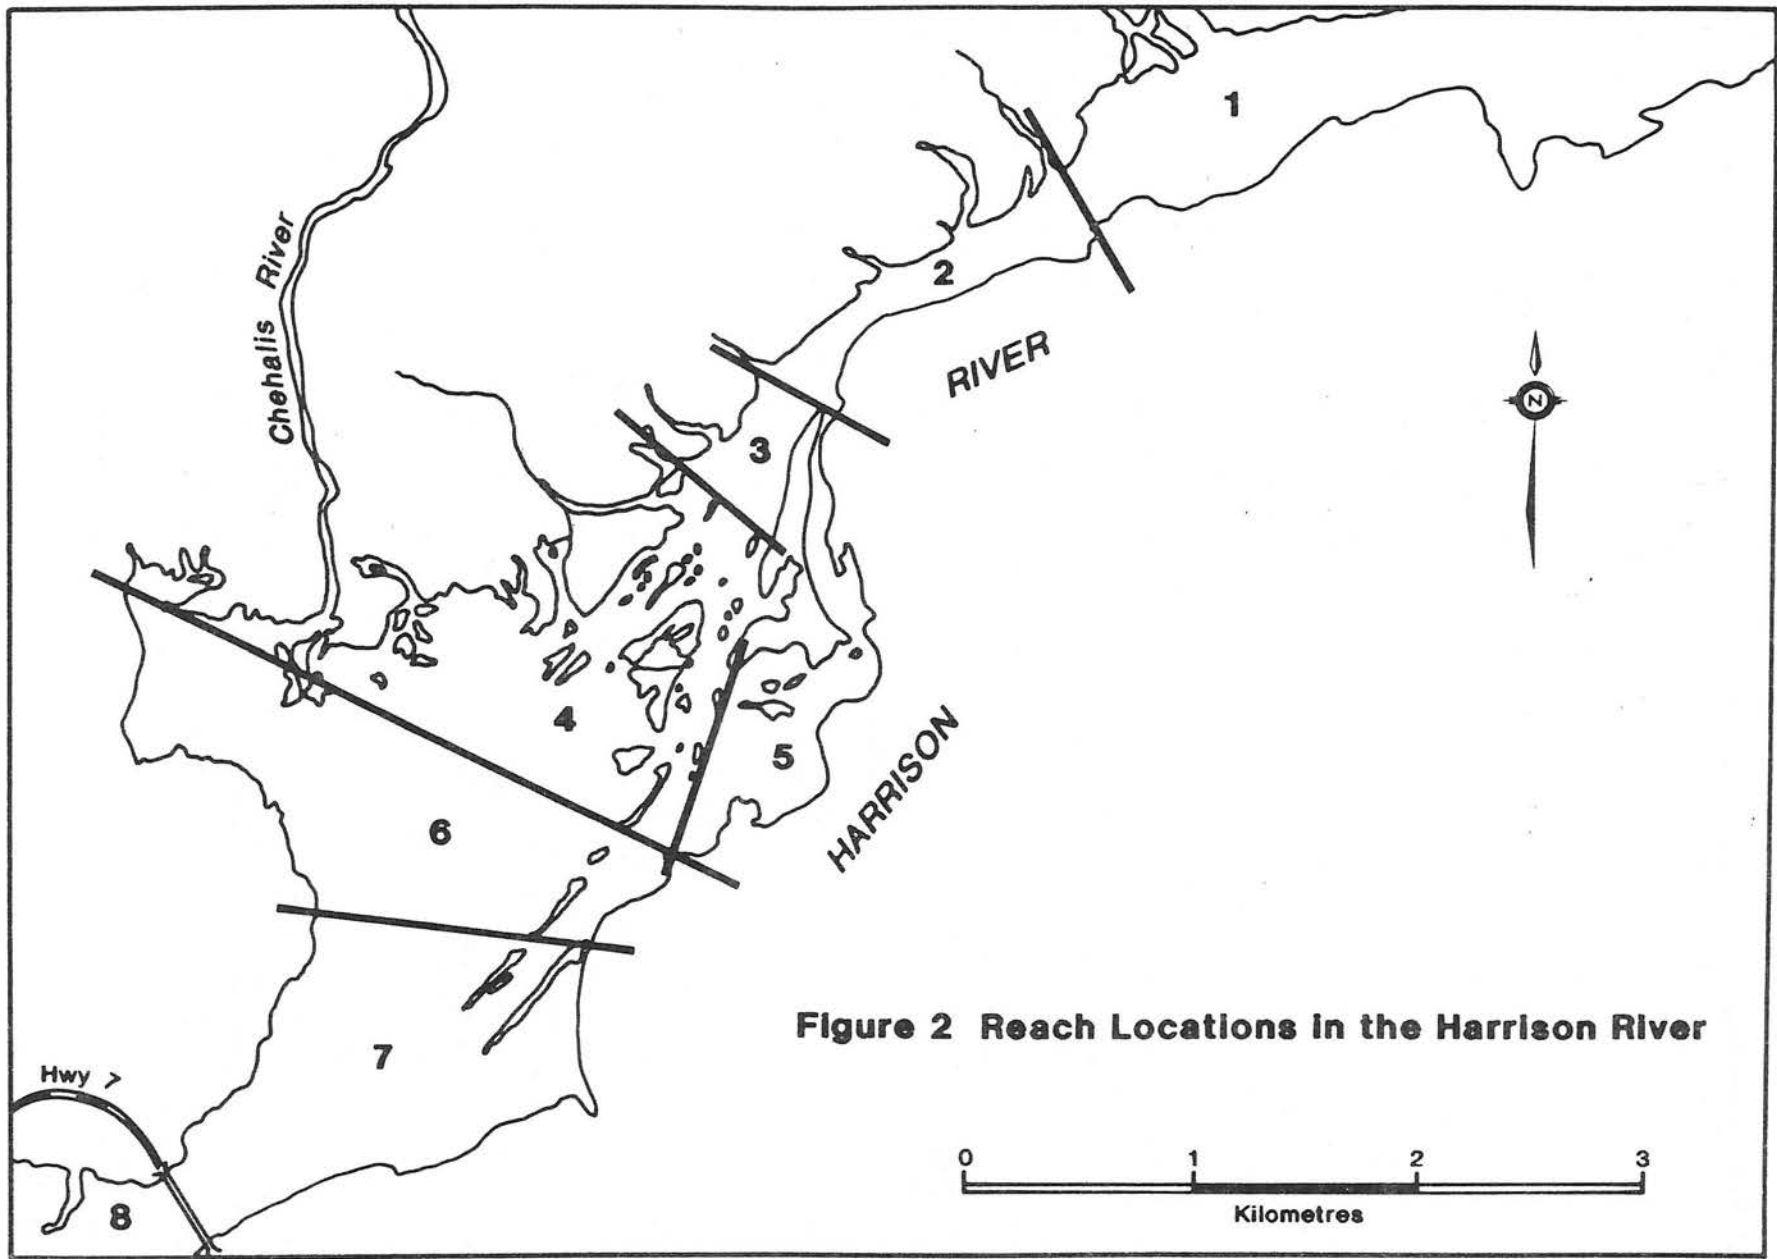 1
2
RIVER
Chehalis River
N
3
4
5
HARRISON
6
Figure 2 Reach Locations in the Harrison River
7
Hwy 7
8
0 1 2 3
Kilometres